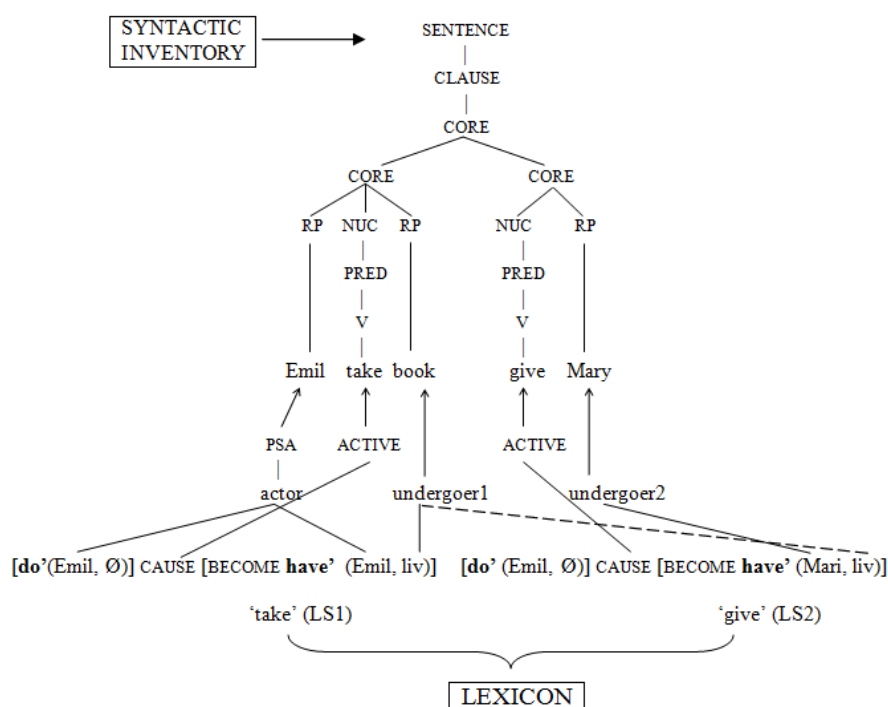 SYNTACTIC
INVENTORY
SENTENCE
CLAUSE
CORE
CORE CORE
RP NUC RP NUC RP
PRED PRED
V V
Emil take book give Mary
PSA ACTIVE ACTIVE
actor undergoer1 undergoer2
[do’(Emil, Ø)] CAUSE [BECOME have’ (Emil, liv)] [do’ (Emil, Ø)] CAUSE [BECOME have’ (Mari, liv)]
‘take’ (LS1) ‘give’ (LS2)
LEXICON